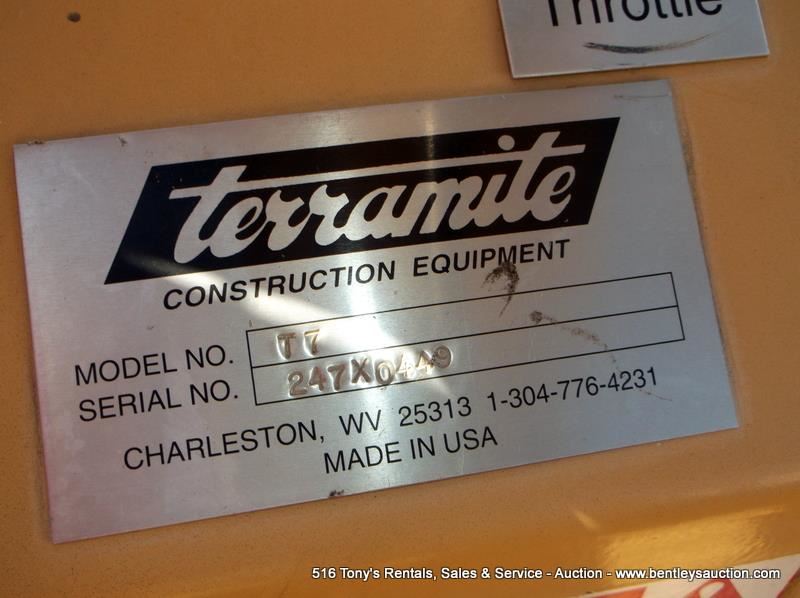 Throttle
terramite
CONSTRUCTION EQUIPMENT
MODEL NO. T7
SERIAL NO. 247X0449
CHARLESTON, WV 25313 1-304-776-4231
MADE IN USA
516 Tony's Rentals, Sales & Service - Auction - www.bentleysauction.com